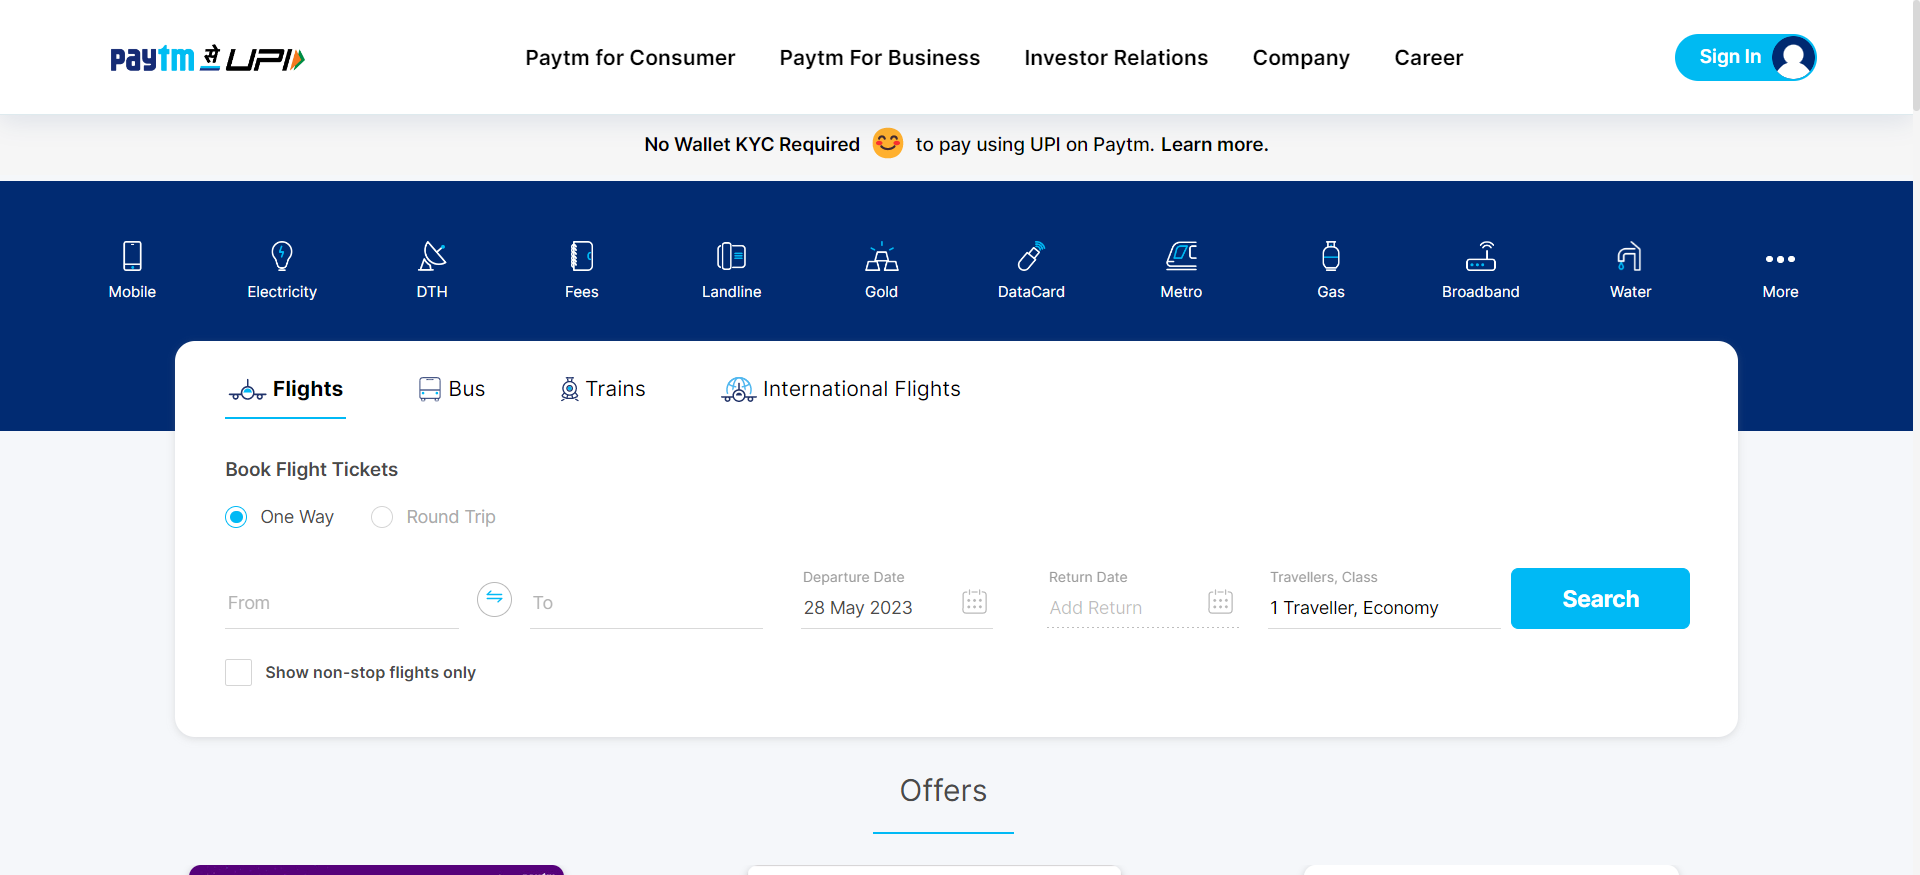 paytm से UPI
Paytm for Consumer
Paytm For Business
Investor Relations
Company
Career
Sign In
No Wallet KYC Required to pay using UPI on Paytm. Learn more.
Mobile
Electricity
DTH
Fees
Landline
Gold
DataCard
Metro
Gas
Broadband
Water
More
Flights
Bus
Trains
International Flights
Book Flight Tickets
One Way
Round Trip
From
To
Departure Date
28 May 2023
Return Date
Add Return
Travellers, Class
1 Traveller, Economy
Search
Show non-stop flights only
Offers